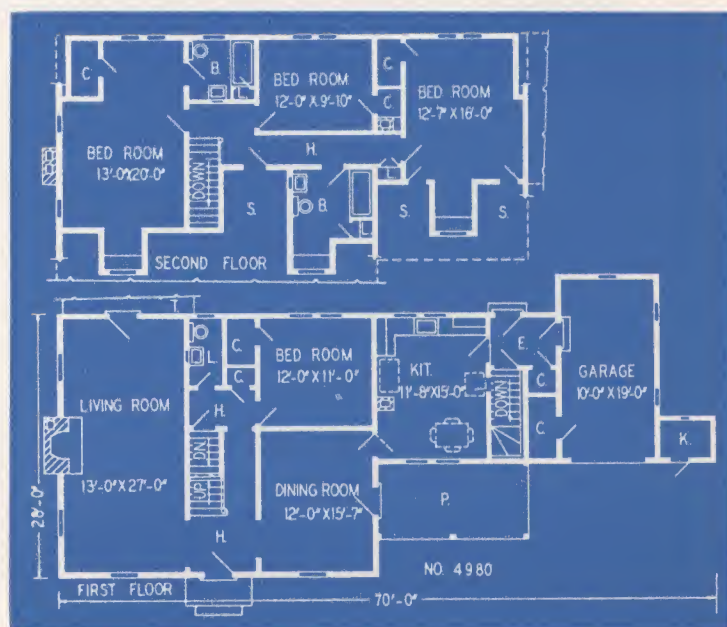 C.
B.
L.
BED ROOM
12'-0" X 9'-10"
C.
C.
BED ROOM
12'-7" X 18'-0"
BED ROOM
13'-0" X 20'-0"
DOWN
H.
L.
S.
B.
L.
S.
S.
SECOND FLOOR
T.
28'-0"
LIVING ROOM
13'-0" X 27'-0"
L.
C.
C.
BED ROOM
12'-0" X 11'-0"
H.
UP
DN.
H.
DINING ROOM
12'-0" X 15'-7"
KIT.
11'-8" X 15'-0"
E.
C.
DOWN
C.
GARAGE
10'-0" X 19'-0"
K.
P.
NO. 4980
FIRST FLOOR
70'-0"